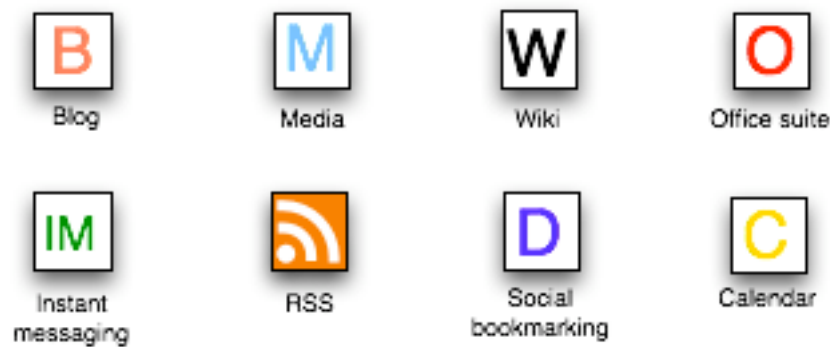 B M W O
Blog Media Wiki Office suite
IM D C
Instant messaging RSS Social bookmarking Calendar